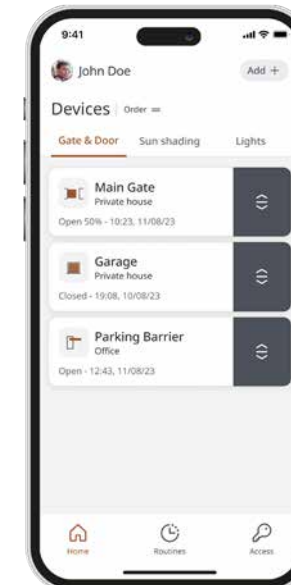 9:41
John Doe
Add +
Devices
Order =
Gate & Door
Sun shading
Lights
Main Gate
Private house
Open 50% - 10:23, 11/08/23
Garage
Private house
Closed - 19:08, 10/08/23
Parking Barrier
Office
Open - 12:43, 11/08/23
Home
Routines
Access